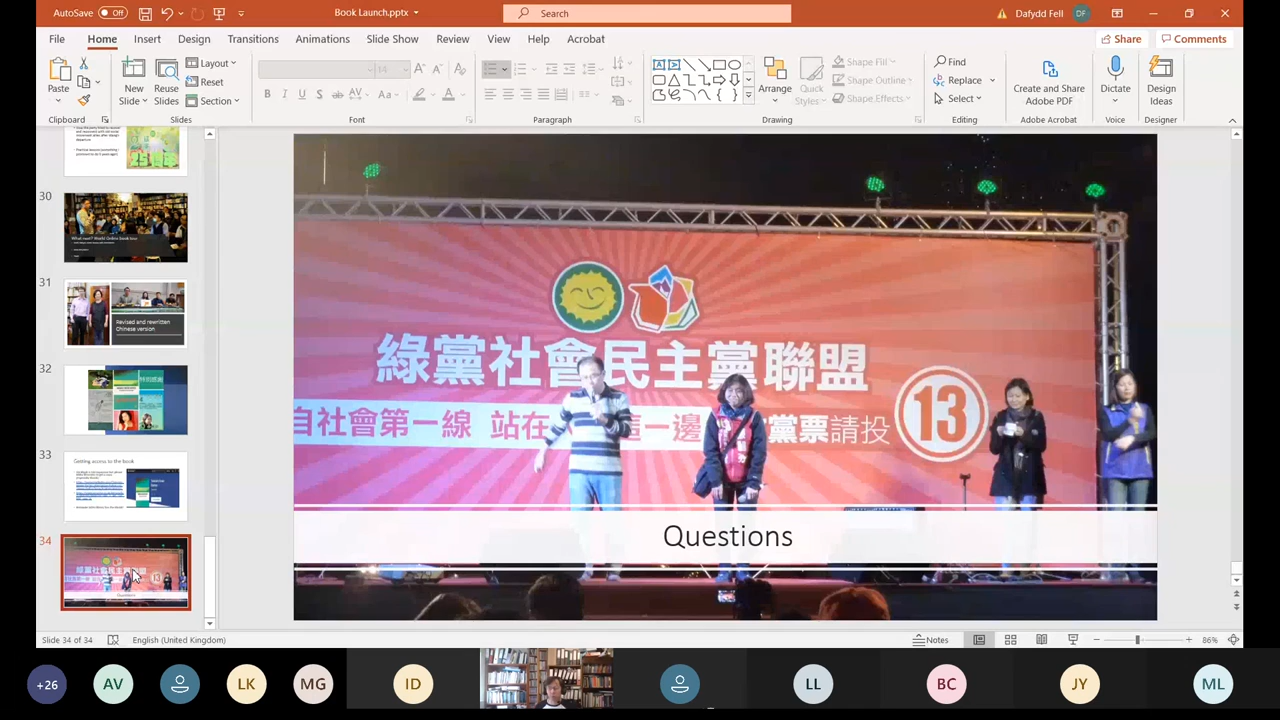 AutoSave Off
Book Launch.pptx
Search
Dafydd Fell DF
File Home Insert Design Transitions Animations Slide Show Review View Help Acrobat
Share Comments
Paste
New Slide
Reuse Slides
Layout
Reset
Section
14
Arrange
Quick Styles
Shape Fill
Shape Outline
Shape Effects
Find
Replace
Select
Create and Share Adobe PDF
Dictate
Design Ideas
Clipboard Slides Font Paragraph Drawing Editing Adobe Acrobat Voice Designer
30
31
Revised and rewritten
Chinese version
32
33
Getting access to the book
34
綠黨社會民主黨聯盟
自社會第一線 站在 這一邊 黨票請投 13
Questions
Slide 34 of 34
English (United Kingdom)
Notes
86%
+26 AV LK MG ID LL BC JY ML